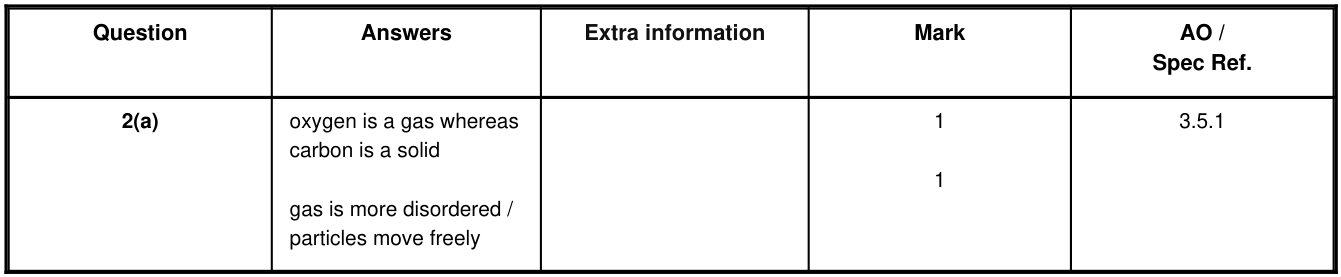 Question
Answers
Extra information
Mark
AO /
Spec Ref.
2(a)
oxygen is a gas whereas
carbon is a solid
gas is more disordered /
particles move freely
1
1
3.5.1